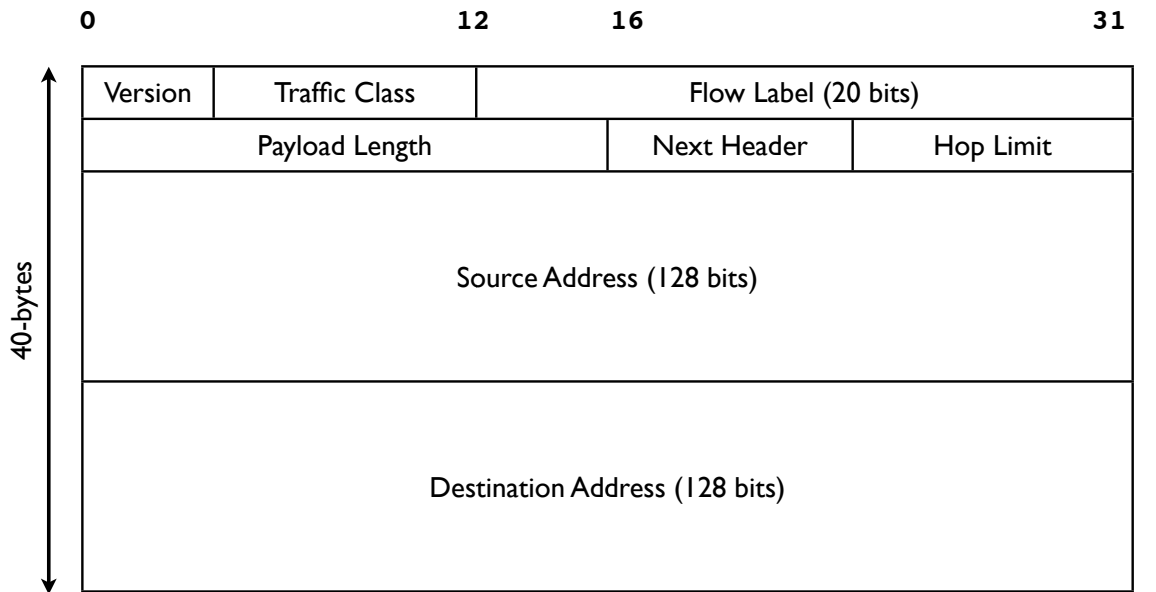 0 12 16 31
Version Traffic Class Flow Label (20 bits)
Payload Length Next Header Hop Limit
Source Address (128 bits)
40-bytes
Destination Address (128 bits)